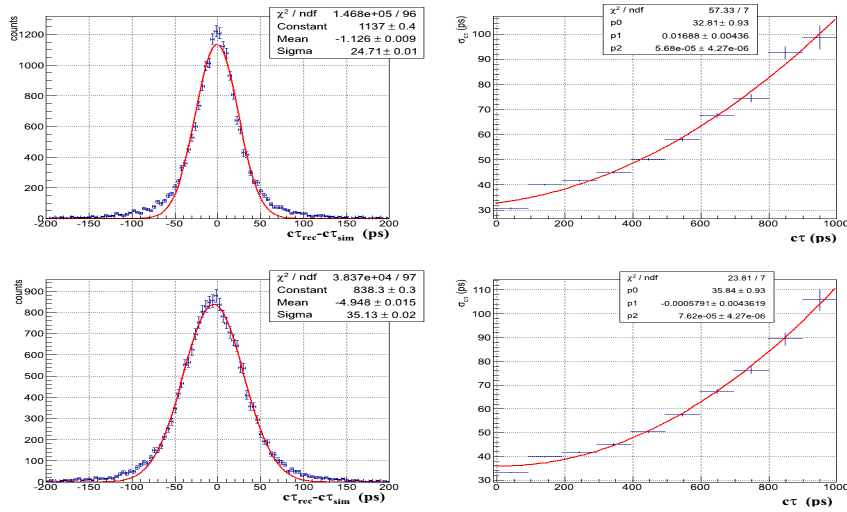 χ² / ndf 1.468e+05 / 96
Constant 1137 ± 0.4
Mean -1.126 ± 0.009
Sigma 24.71 ± 0.01
counts
1200
1000
800
600
400
200
0
-200 -150 -100 -50 0 50 100 150 200
cτrec-cτsim (ps)
χ² / ndf 57.33 / 7
p0 32.81 ± 0.93
p1 0.01688 ± 0.00436
p2 5.68e-05 ± 4.27e-06
σcτ (ps)
100
90
80
70
60
50
40
30
0 200 400 600 800 1000
cτ (ps)
χ² / ndf 3.837e+04 / 97
Constant 838.3 ± 0.3
Mean -4.948 ± 0.015
Sigma 35.13 ± 0.02
counts
900
800
700
600
500
400
300
200
100
0
-200 -150 -100 -50 0 50 100 150 200
cτrec-cτsim (ps)
χ² / ndf 23.81 / 7
p0 35.84 ± 0.93
p1 -0.0005791 ± 0.0043619
p2 7.62e-05 ± 4.27e-06
σcτ (ps)
110
100
90
80
70
60
50
40
30
0 200 400 600 800 1000
cτ (ps)